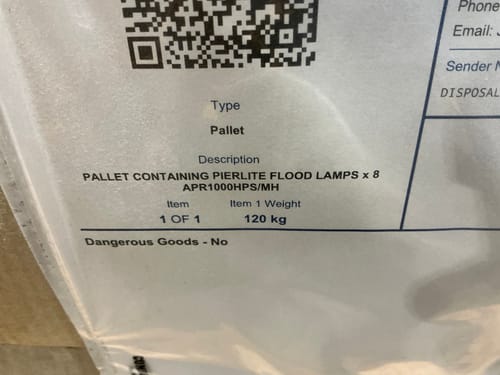 Phone
Email: J
Sender N
DISPOSAL
Type
Pallet
Description
PALLET CONTAINING PIERLITE FLOOD LAMPS x 8
APR1000HPS/MH
Item Item 1 Weight
1 OF 1 120 kg
Dangerous Goods - No